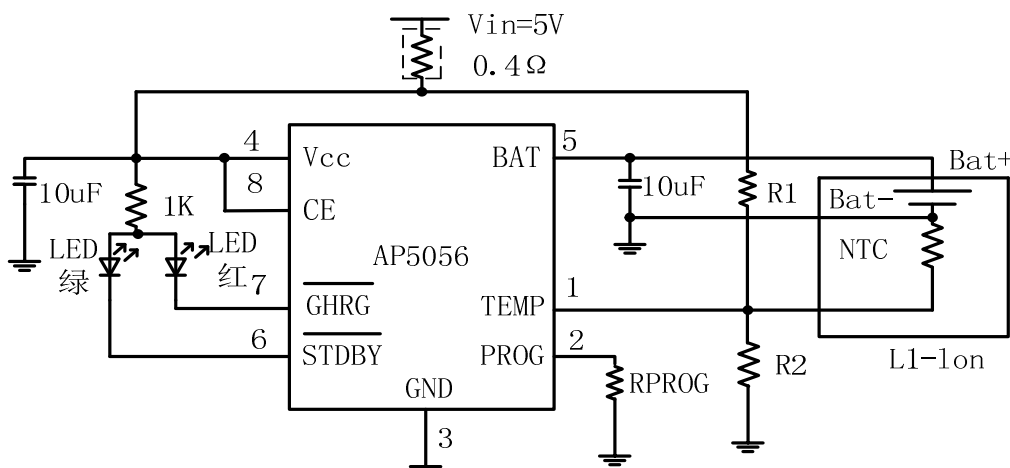 Vin=5V
0.4Ω
4
Vcc
BAT
5
8
CE
10uF
1K
LED
绿
LED
红
7
GHRG
6
STDBY
AP5056
TEMP
1
PROG
2
GND
3
10uF
R1
Bat+
Bat-
NTC
R2
RPROG
L1-lon